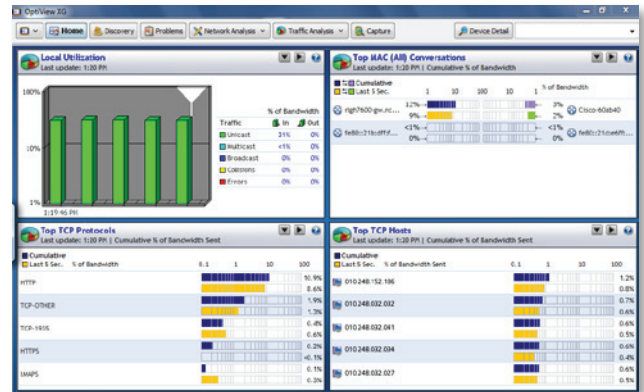 OptiView XG
Home Discovery Problems Network Analysis Traffic Analysis Capture Device Detail
Local Utilization
Last update: 1:20 PM
100%
10%
1%
1:19:46 PM
% of Bandwidth
Traffic In Out
Unicast 31% 0%
Multicast <1% 0%
Broadcast 0% 0%
Collisions 0% 0%
Errors 0% 0%
Top MAC (All) Conversations
Last update: 1:20 PM | Cumulative % of Bandwidth
Cumulative
Last 5 Sec. 1 10 100 10 1 % of Bandwidth
12% 3%
9% 2%
<1% <1%
0% 0%
Top TCP Protocols
Last update: 1:20 PM | Cumulative % of Bandwidth Sent
Cumulative
Last 5 Sec. % of Bandwidth 0.1 1 10 100
HTTP 10.9%
8.6%
TCP-OTHER 1.9%
1.3%
TCP-1935 0.4%
0.6%
HTTPS 0.2%
<0.1%
IMAPS 0.1%
0.3%
Top TCP Hosts
Last update: 1:20 PM | Cumulative % of Bandwidth Sent
Cumulative
Last 5 Sec. % of Bandwidth Sent 0.1 1 10 100
010.248.152.186 1.2%
0.8%
010.248.032.032 0.7%
0.6%
010.248.032.041 0.6%
0.5%
010.248.032.034 0.6%
0.4%
010.248.032.027 0.6%
0.5%